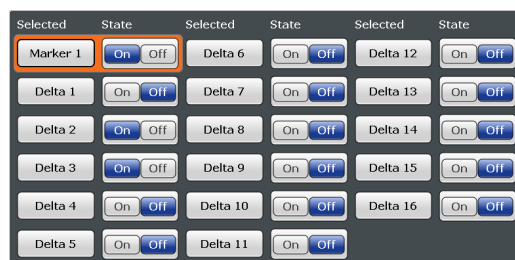 Selected State Selected State Selected State
Marker 1 On Off Delta 6 On Off Delta 12 On Off
Delta 1 On Off Delta 7 On Off Delta 13 On Off
Delta 2 On Off Delta 8 On Off Delta 14 On Off
Delta 3 On Off Delta 9 On Off Delta 15 On Off
Delta 4 On Off Delta 10 On Off Delta 16 On Off
Delta 5 On Off Delta 11 On Off